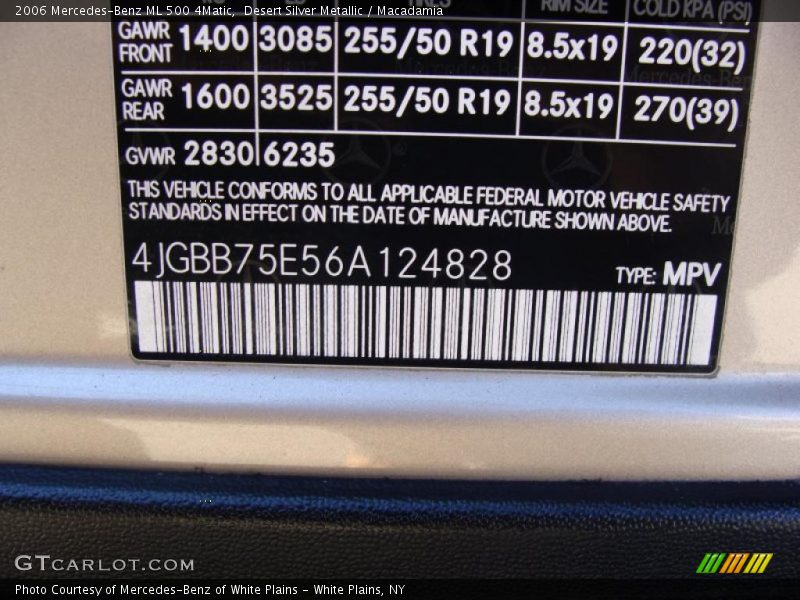 2006 Mercedes-Benz ML 500 4Matic, Desert Silver Metallic / Macadamia
RIM SIZE COLD KPA (PSI)
GAWR FRONT 1400 3085 255/50 R19 8.5x19 220(32)
GAWR REAR 1600 3525 255/50 R19 8.5x19 270(39)
GVWR 2830 6235
THIS VEHICLE CONFORMS TO ALL APPLICABLE FEDERAL MOTOR VEHICLE SAFETY
STANDARDS IN EFFECT ON THE DATE OF MANUFACTURE SHOWN ABOVE.
4JGBB75E56A124828 TYPE: MPV
GTCARLOT.COM
Photo Courtesy of Mercedes-Benz of White Plains - White Plains, NY